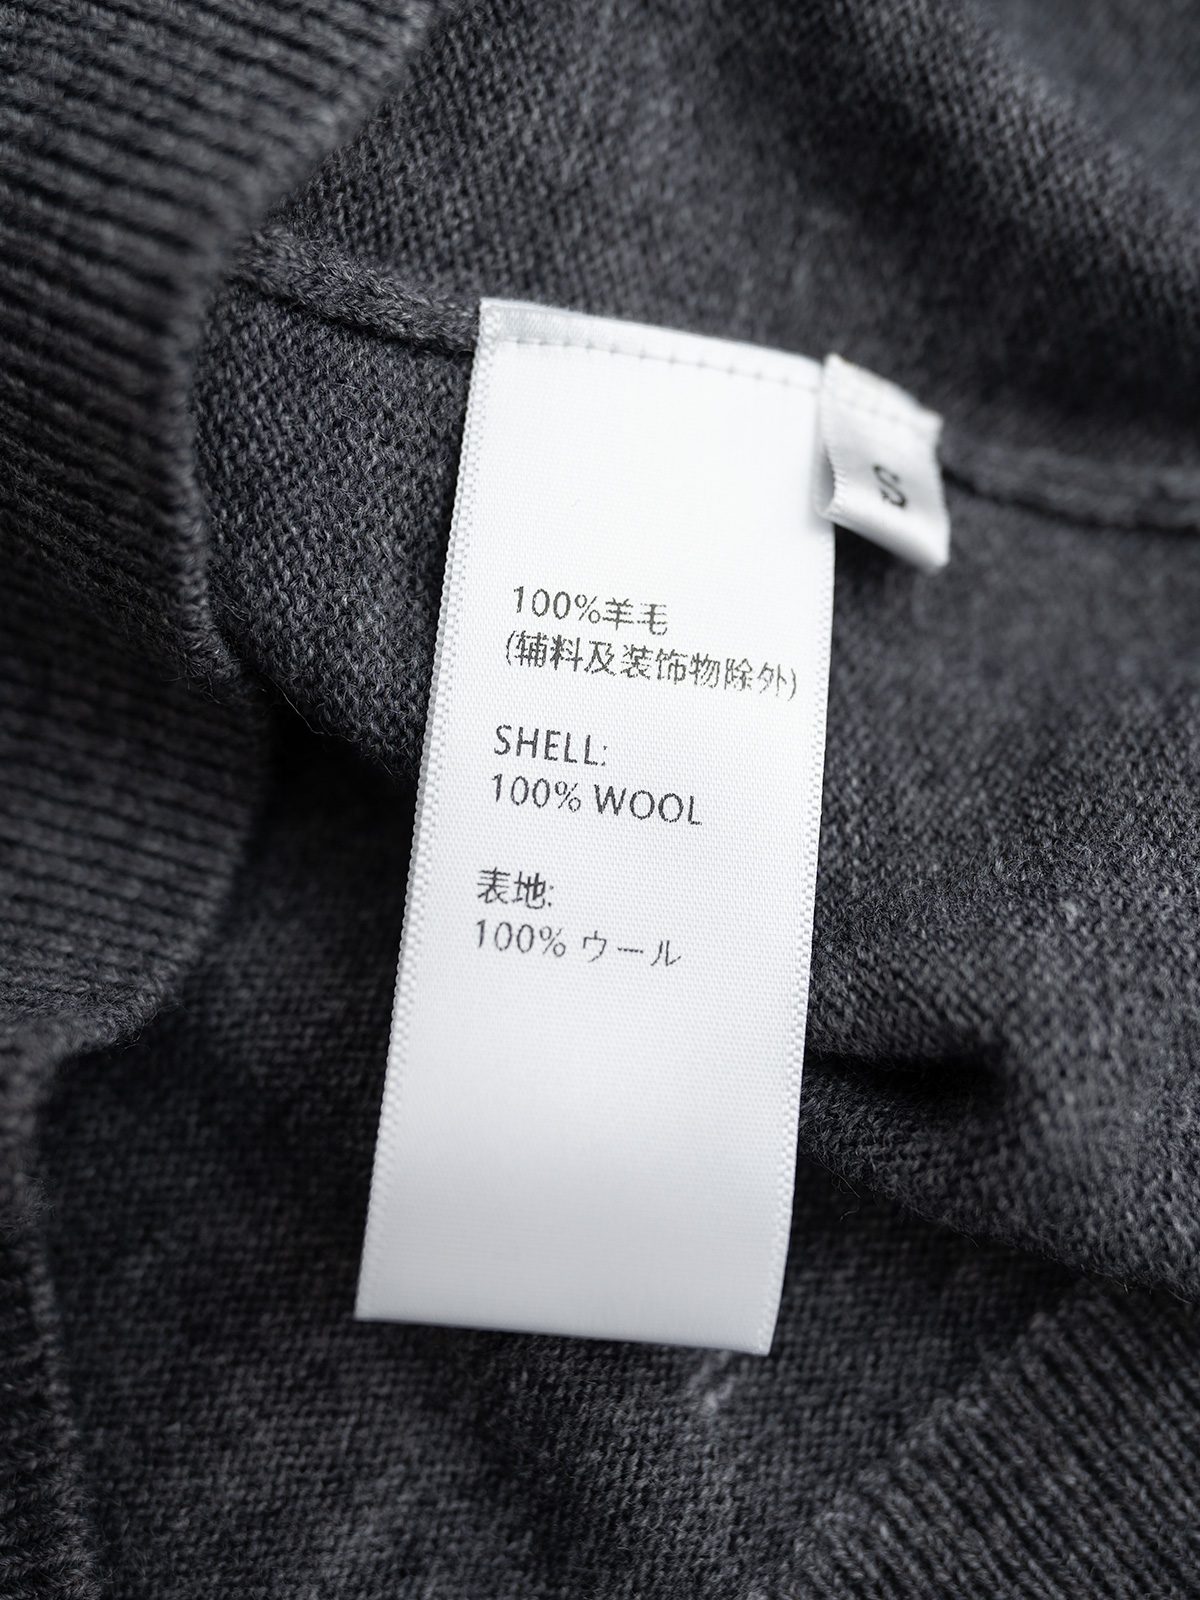 S
100%羊毛
(辅料及装饰物除外)
SHELL:
100% WOOL
表地:
100% ウール